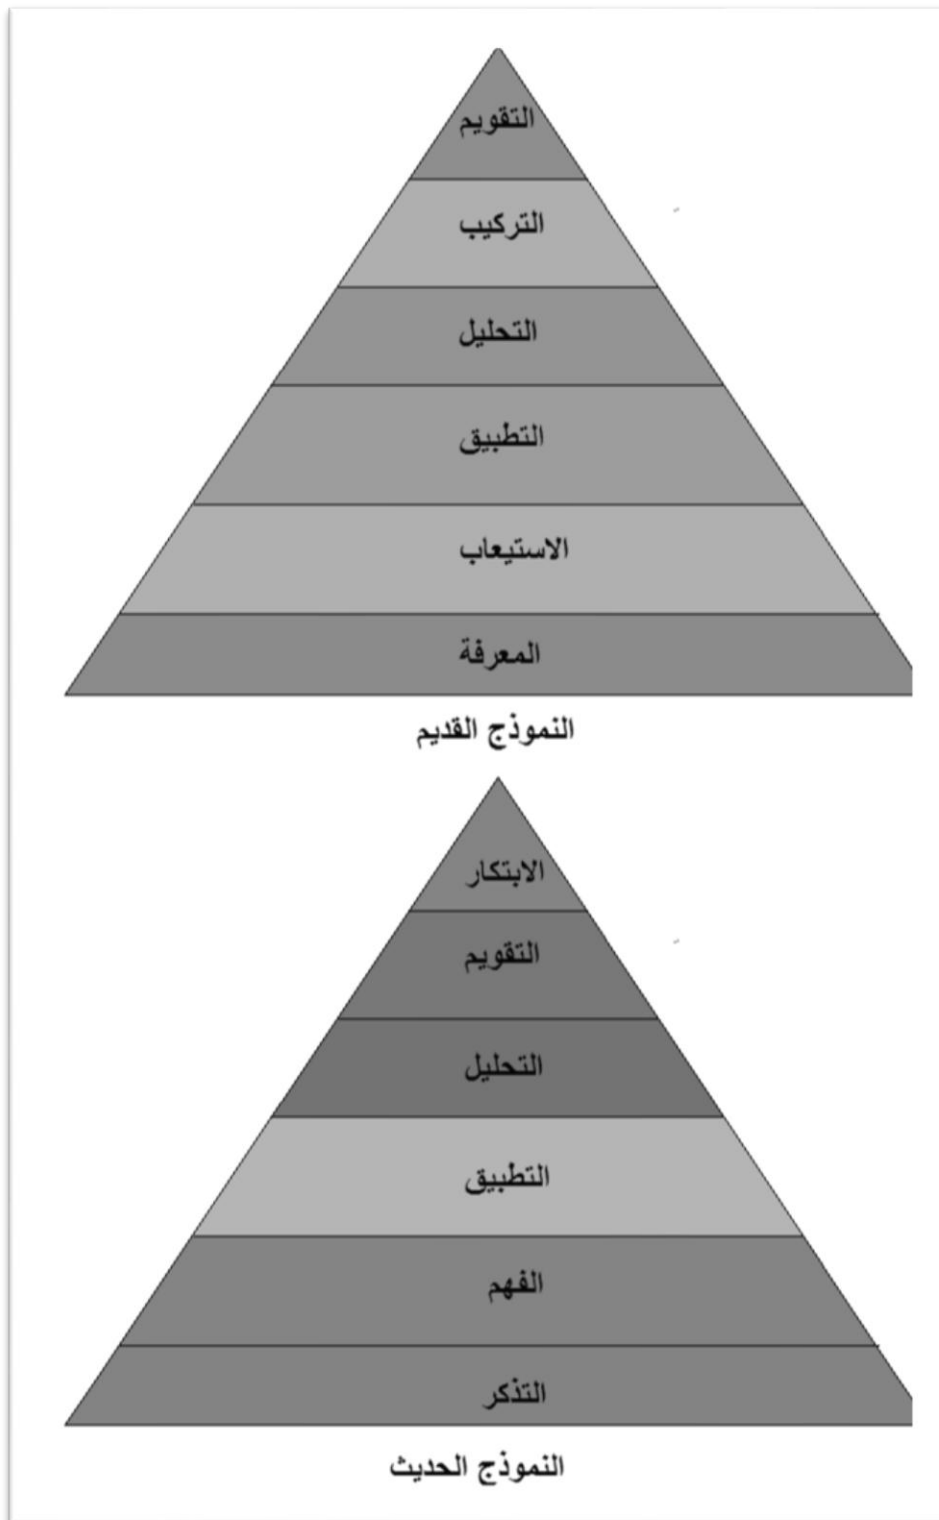 التقويم
التركيب
التحليل
التطبيق
الاستيعاب
المعرفة
النموذج القديم
الابتكار
التقويم
التحليل
التطبيق
الفهم
التذكر
النموذج الحديث